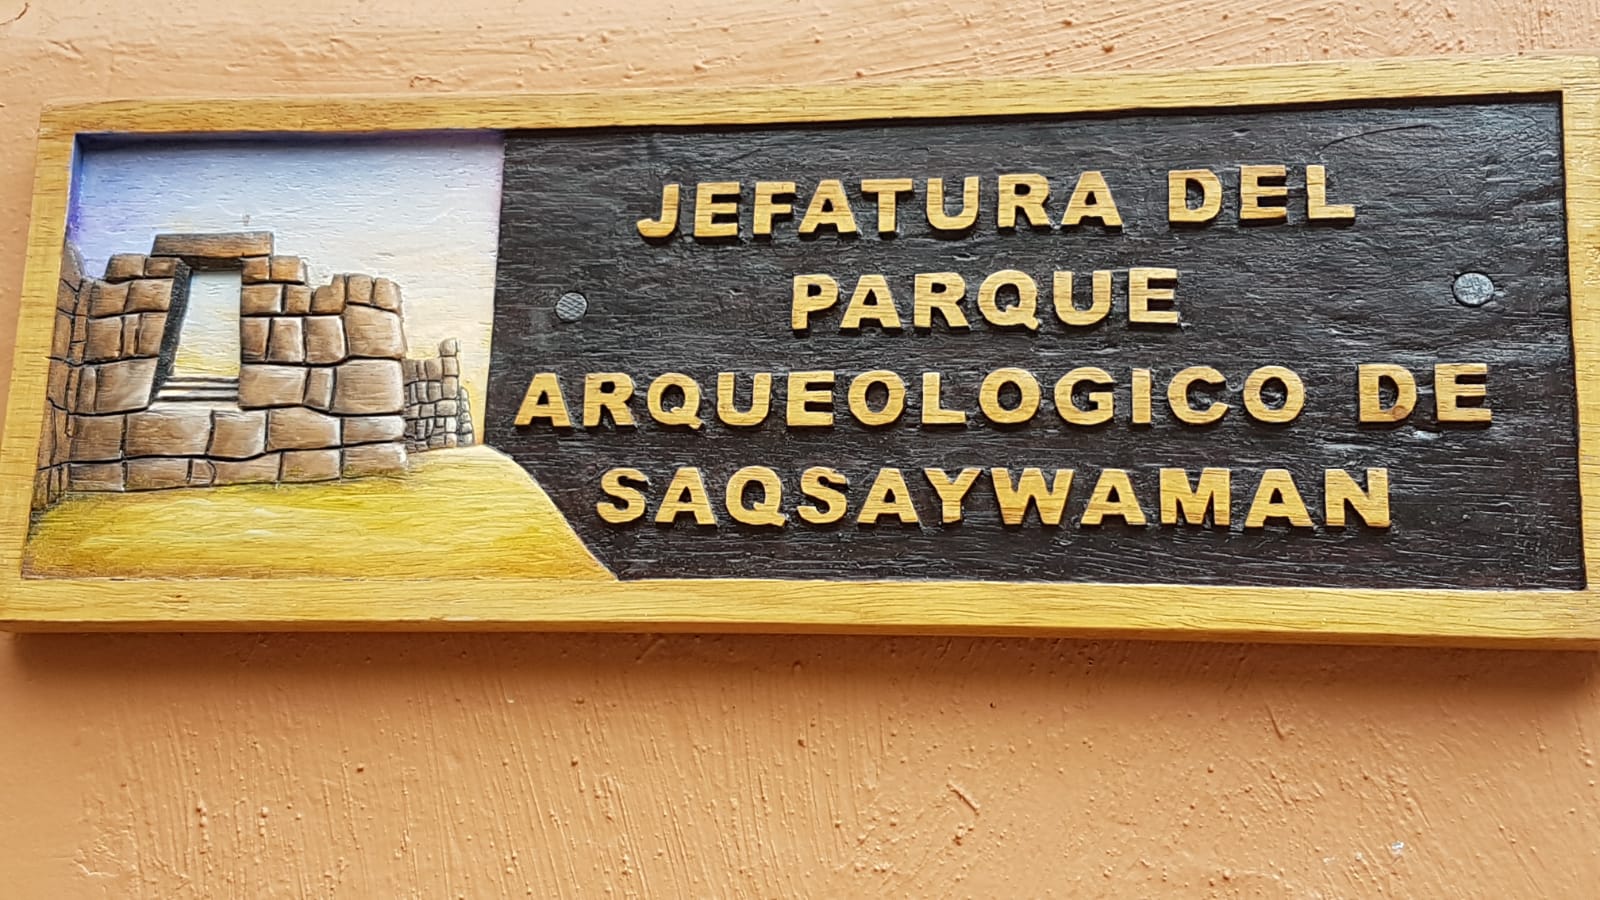 JEFATURA DEL
PARQUE
ARQUEOLOGICO DE
SAQSAYWAMAN